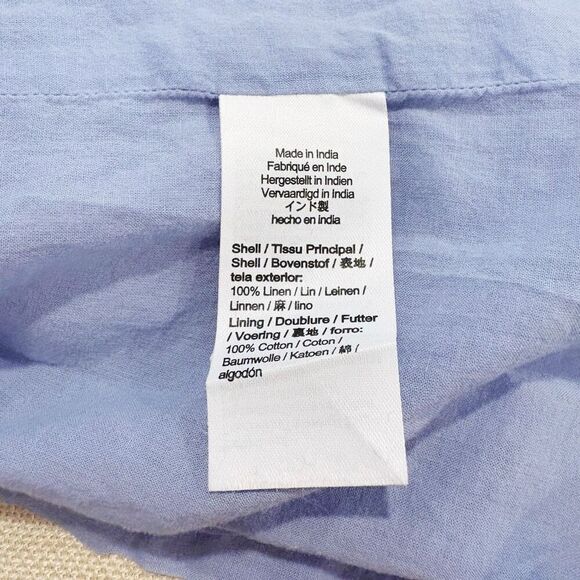 Made in India
Fabriqué en Inde
Hergestellt in Indien
Vervaardigd in India
インド製
hecho en india
Shell / Tissu Principal /
Shell / Bovenstof / 表地 /
tela exterior:
100% Linen / Lin / Leinen /
Linnen / 麻 / lino
Lining / Doublure / Futter
/ Voering / 裏地 / forro:
100% Cotton / Coton /
Baumwolle / Katoen / 綿 /
algodón